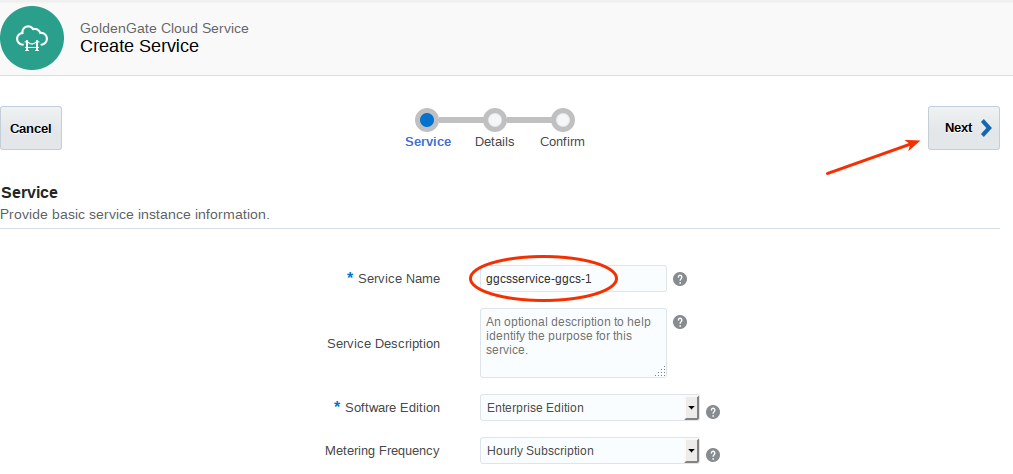 GoldenGate Cloud Service
Create Service
Cancel
Service
Details
Confirm
Next
Service
Provide basic service instance information.
* Service Name
ggcsservice-ggcs-1
?
Service Description
An optional description to help
identify the purpose for this
service.
?
* Software Edition
Enterprise Edition
?
Metering Frequency
Hourly Subscription
?